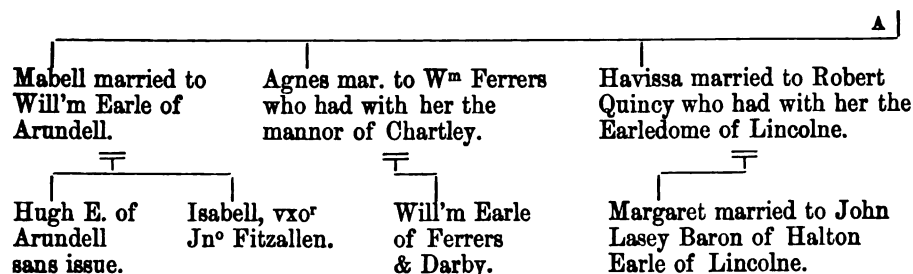 A
Mabell married to
Will'm Earle of
Arundell.
Agnes mar. to Wᵐ Ferrers
who had with her the
mannor of Chartley.
Havissa married to Robert
Quincy who had with her the
Earledome of Lincolne.
Hugh E. of
Arundell
sans issue.
Isabell, vxoʳ
Jnᵒ Fitzallen.
Will'm Earle
of Ferrers
& Darby.
Margaret married to John
Lasey Baron of Halton
Earle of Lincolne.